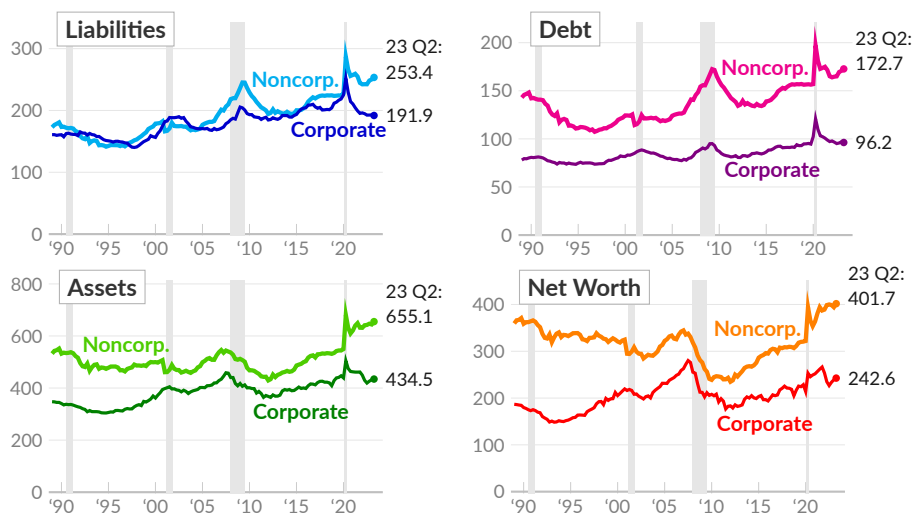 Liabilities
23 Q2:
300
Noncorp.
253.4
200
191.9
Corporate
100
0
‘90 ‘95 ‘00 ‘05 ‘10 ‘15 ‘20
Debt
23 Q2:
200
Noncorp.
172.7
150
100
96.2
Corporate
50
0
‘90 ‘95 ‘00 ‘05 ‘10 ‘15 ‘20
Assets
23 Q2:
800
655.1
Noncorp.
600
434.5
400
Corporate
200
0
‘90 ‘95 ‘00 ‘05 ‘10 ‘15 ‘20
Net Worth
23 Q2:
400
401.7
Noncorp.
300
242.6
200
Corporate
100
0
‘90 ‘95 ‘00 ‘05 ‘10 ‘15 ‘20